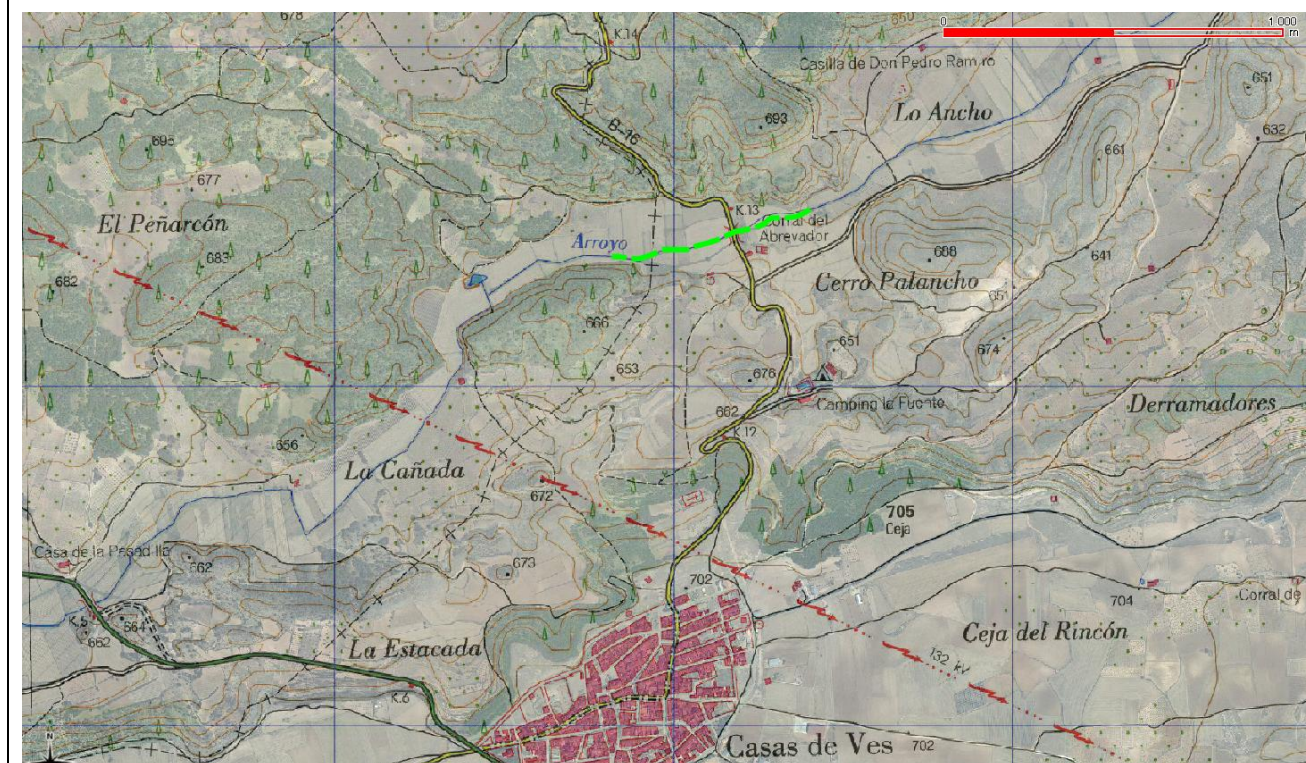 678
K.14
650
0
1.000
m
Casilla de Don Pedro Ramiro
651
Lo Ancho
693
B-16
632
695
661
677
El Peñarcón
K.13
Corral del
Abrevador
Arroyo
683
688
641
682
Cerro Palancho
651
666
651
674
653
676
Camping la Fuente
662
Derramadores
K.12
656
La Cañada
672
705
Ceja
Casa de la Pesadilla
662
673
702
704
Corral de
K.5
664
662
Ceja del Rincón
La Estacada
132 kV
K.6
N
Casas de Ves
702